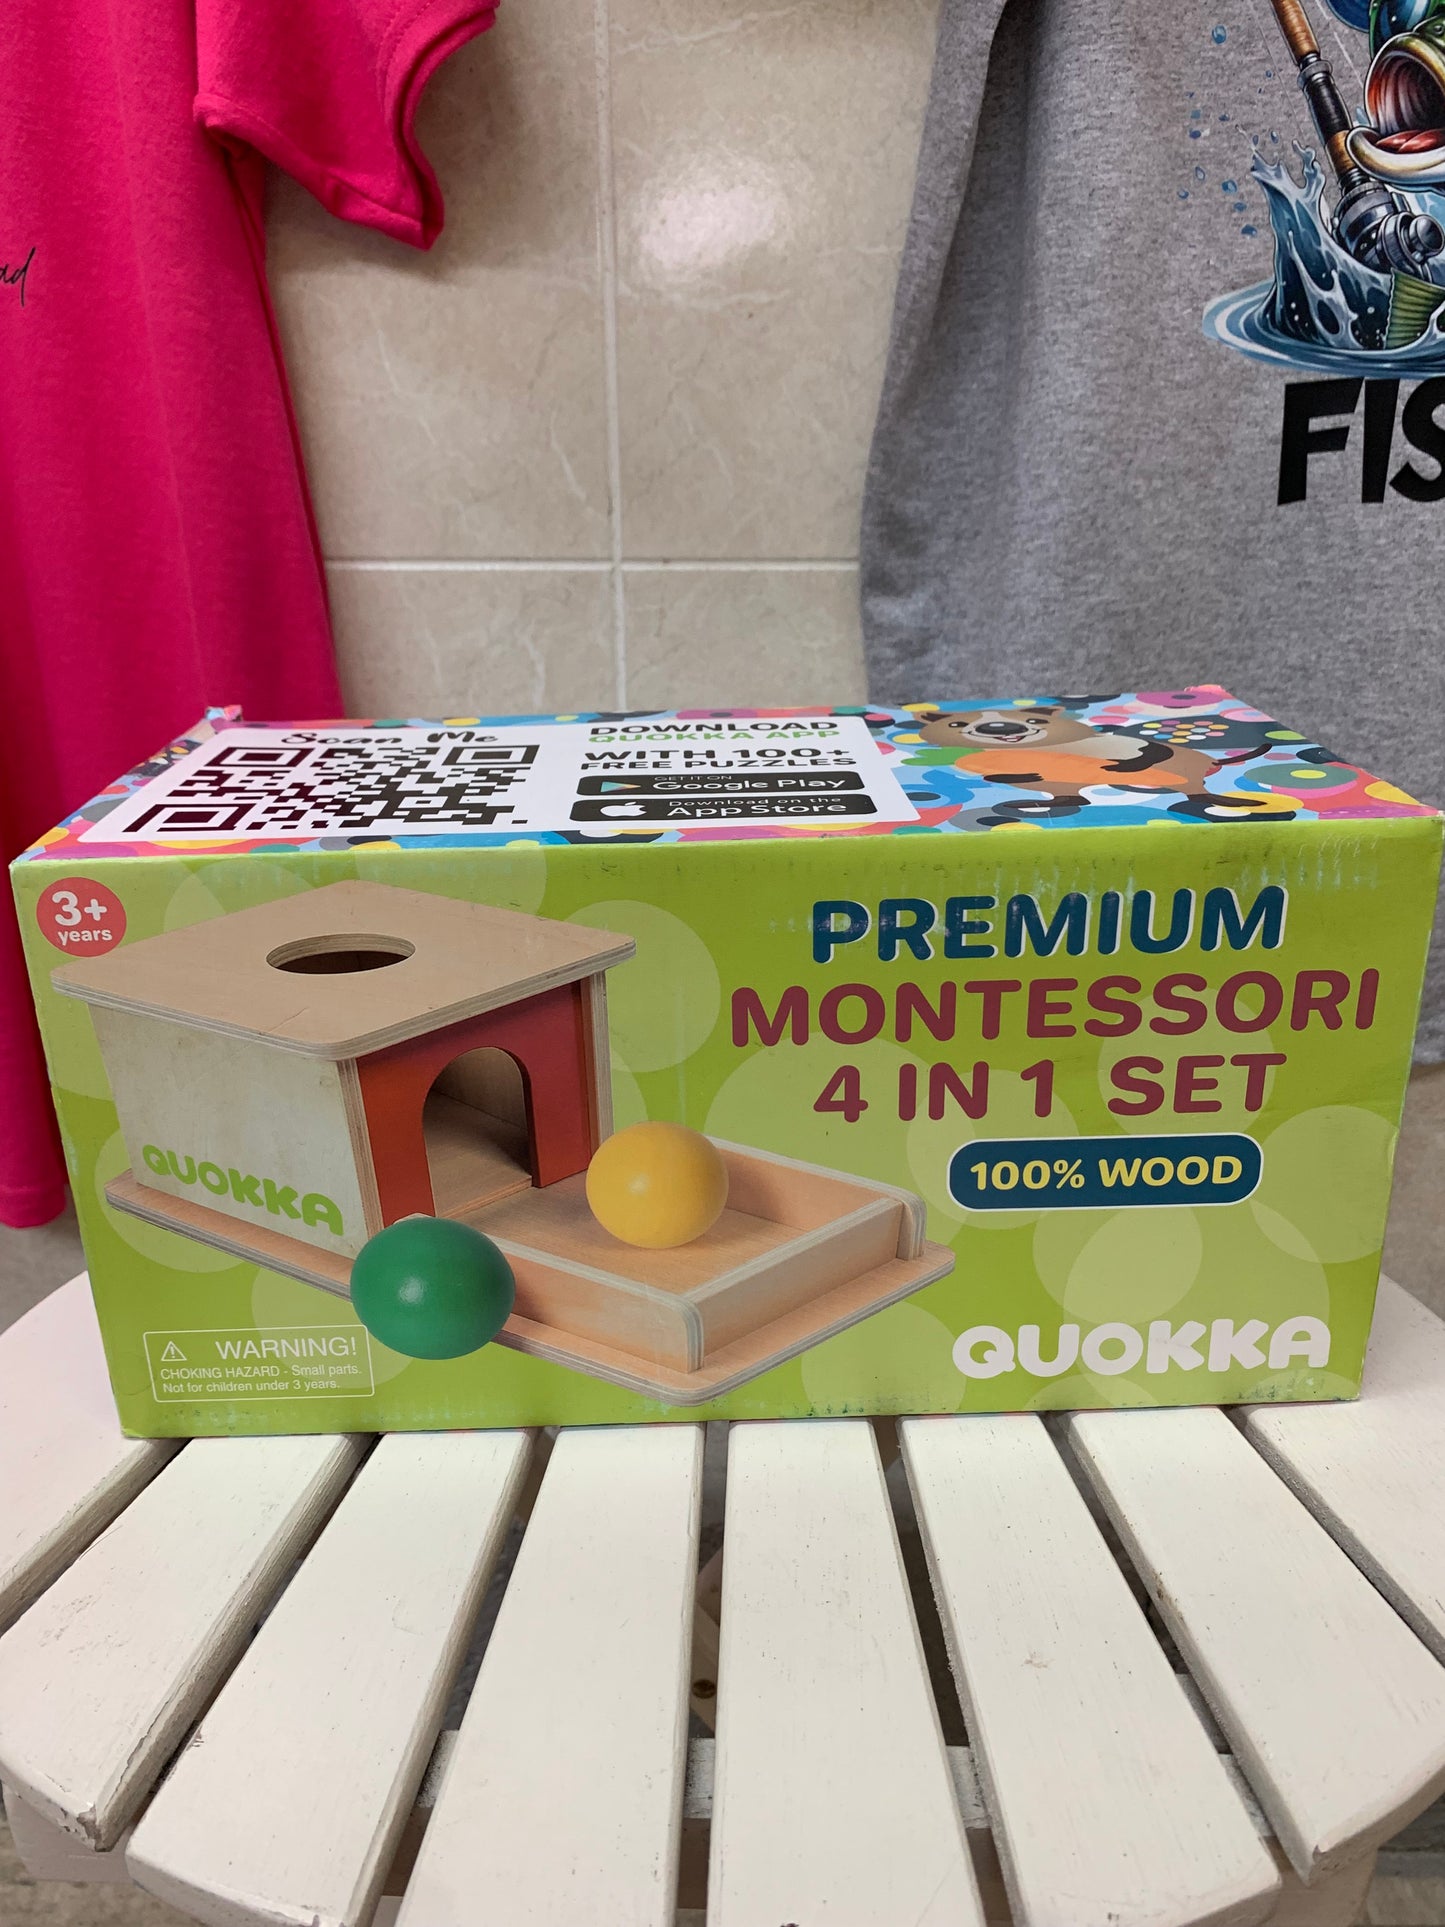 FIS
Scan Me
DOWNLOAD
QUOKKA APP
WITH 100+
FREE PUZZLES
GET IT ON
Google Play
Download on the
App Store
3+
years
PREMIUM
MONTESSORI
4 IN 1 SET
100% WOOD
QUOKKA
QUOKKA
WARNING!
CHOKING HAZARD - Small parts.
Not for children under 3 years.